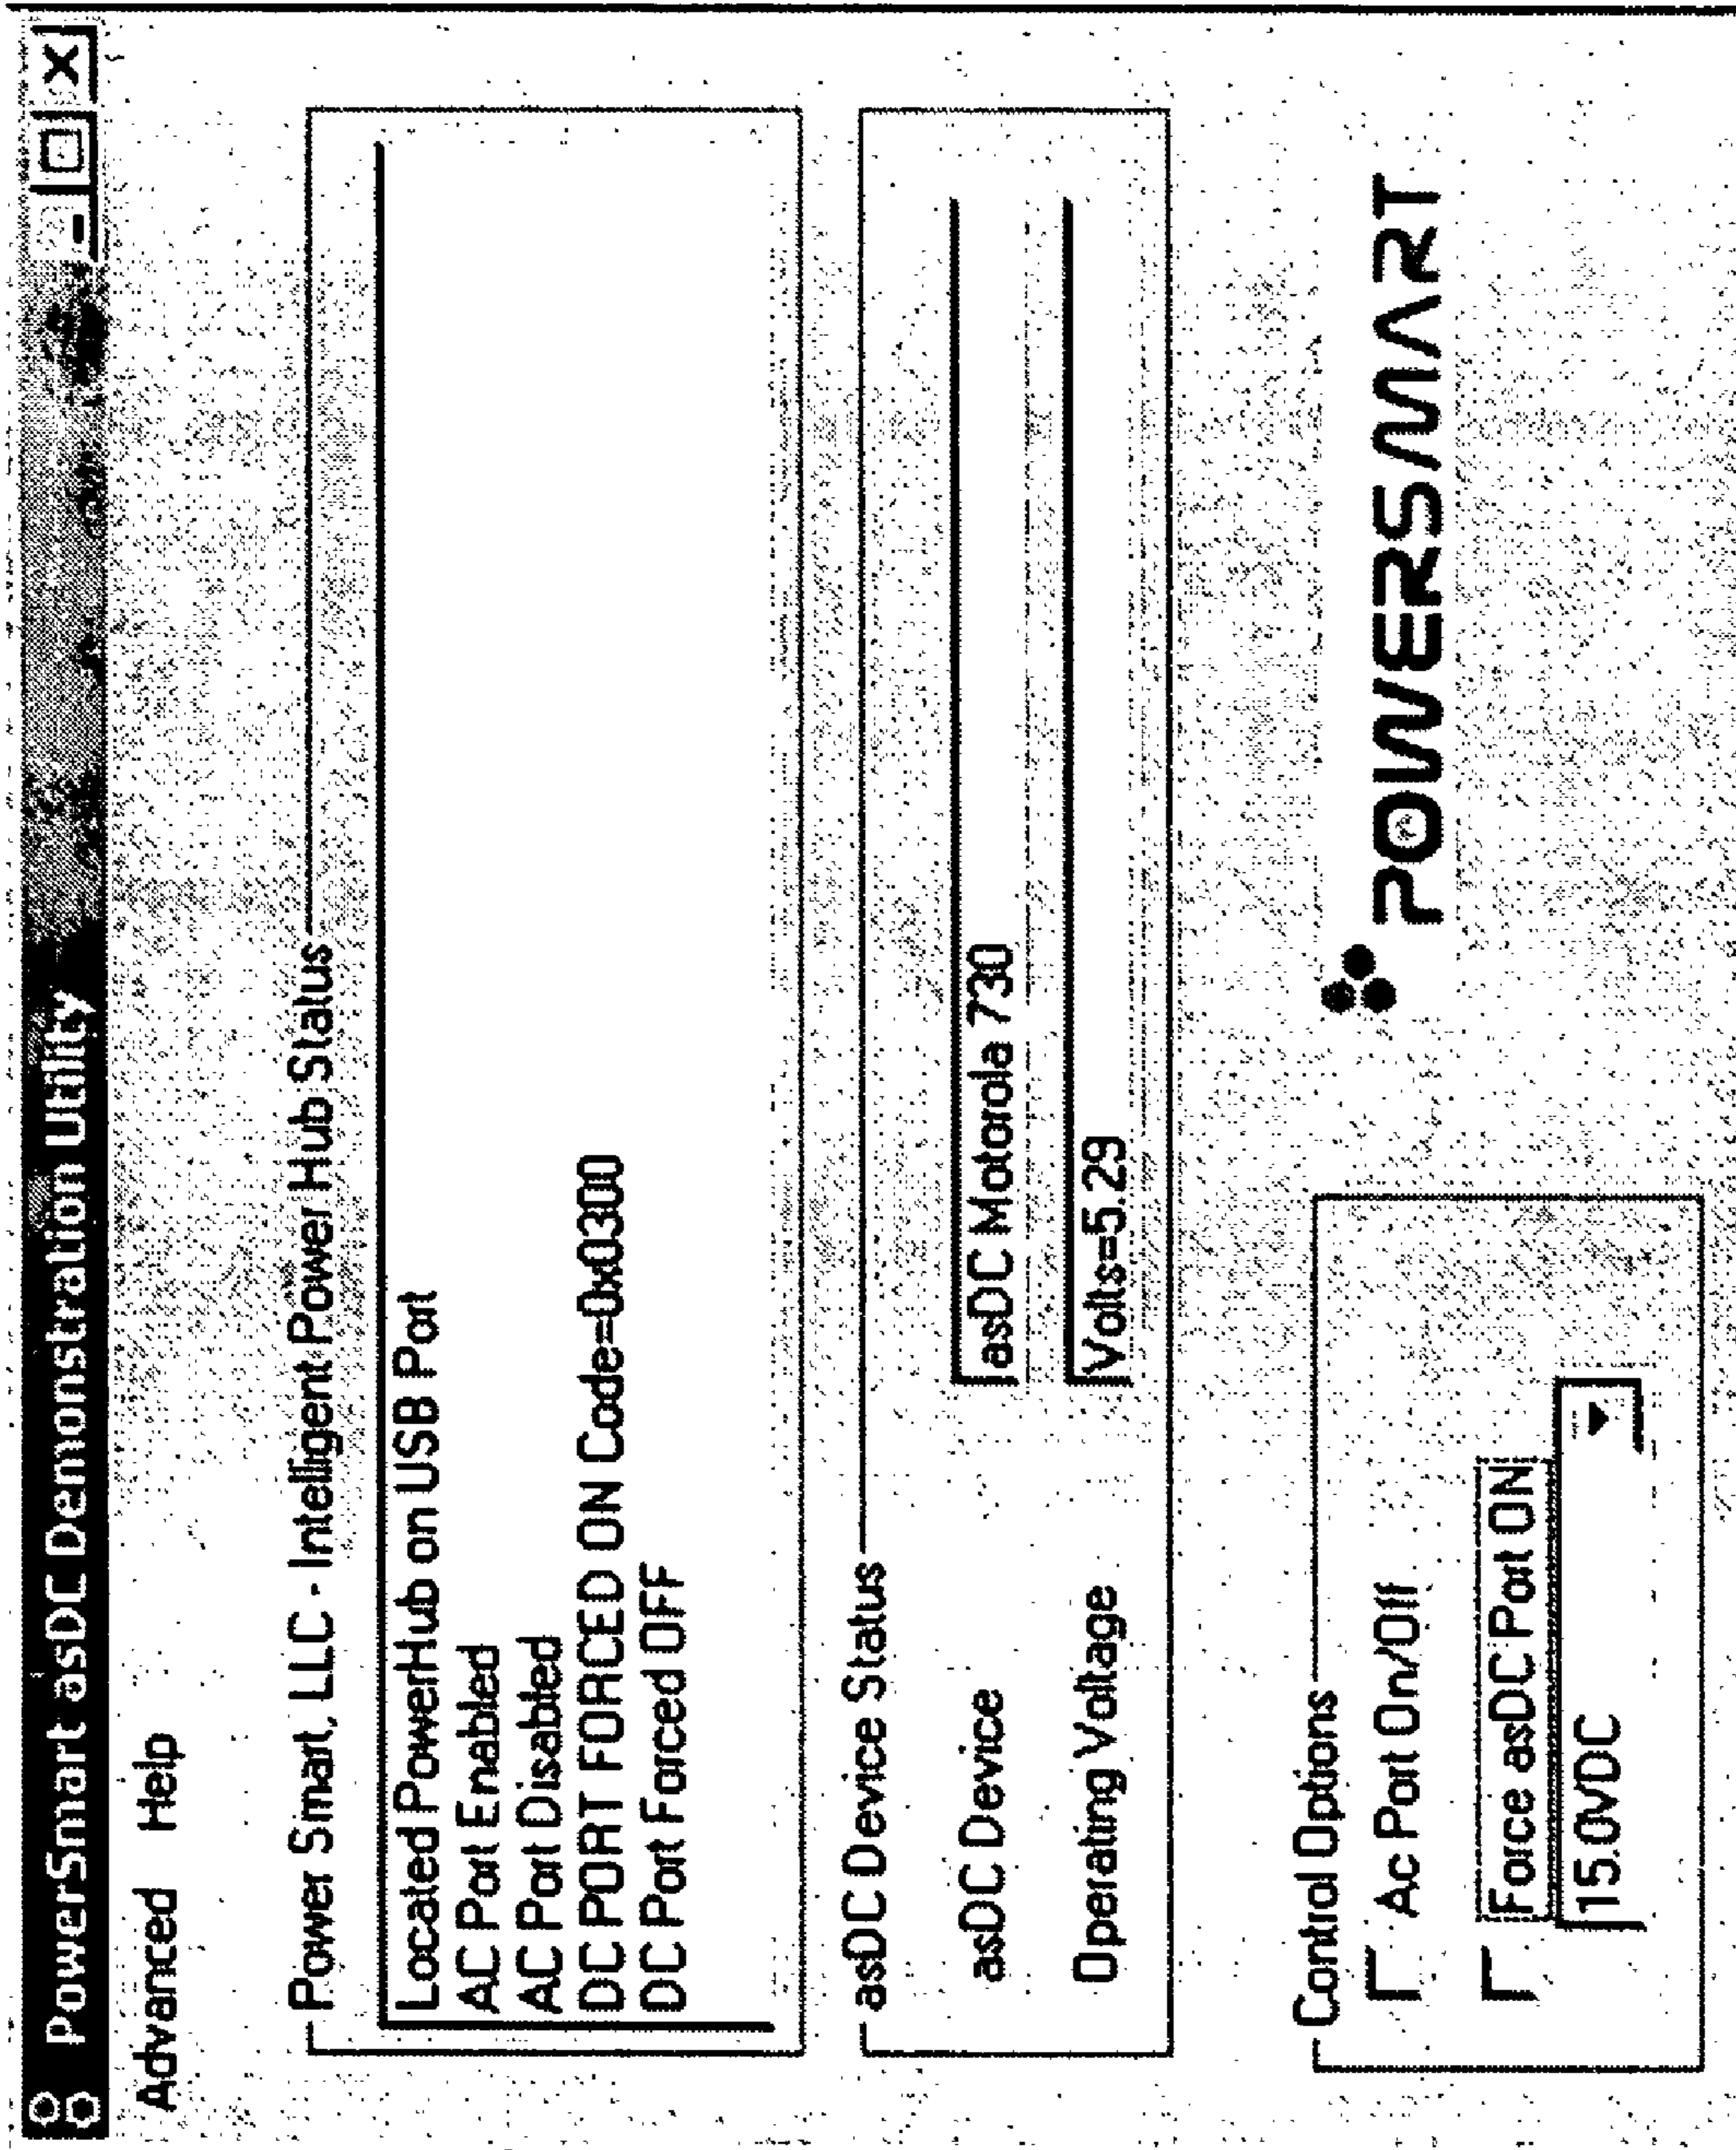 PowerSmart asDC Demonstration Utility
Advanced Help
Power Smart, LLC - Intelligent Power Hub Status
Located PowerHub on USB Port
AC Port Enabled
AC Port Disabled
DC PORT FORCED ON Code=0x0300
DC Port Forced OFF
asDC Device Status
asDC Device asDC Motorola 730
Operating Voltage Volts=5.29
Control Options
Ac Port On/Off
Force asDC Port ON
15.0VDC
POWERSMART